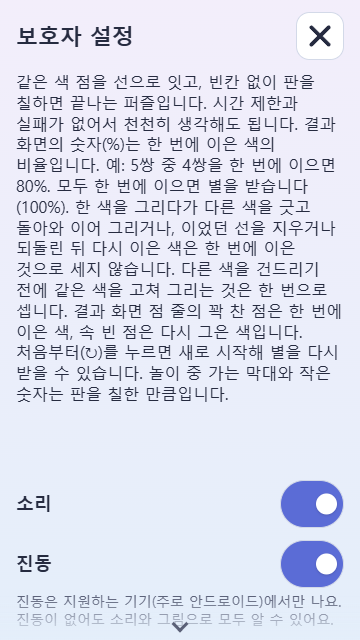 보호자 설정
같은 색 점을 선으로 잇고, 빈칸 없이 판을
칠하면 끝나는 퍼즐입니다. 시간 제한과
실패가 없어서 천천히 생각해도 됩니다. 결과
화면의 숫자(%)는 한 번에 이은 색의
비율입니다. 예: 5쌍 중 4쌍을 한 번에 이으면
80%. 모두 한 번에 이으면 별을 받습니다
(100%). 한 색을 그리다가 다른 색을 긋고
돌아와 이어 그리거나, 이었던 선을 지우거나
되돌린 뒤 다시 이은 색은 한 번에 이은
것으로 세지 않습니다. 다른 색을 건드리기
전에 같은 색을 고쳐 그리는 것은 한 번으로
셉니다. 결과 화면 점 줄의 꽉 찬 점은 한 번에
이은 색, 속 빈 점은 다시 그은 색입니다.
처음부터(↻)를 누르면 새로 시작해 별을 다시
받을 수 있습니다. 놀이 중 가는 막대와 작은
숫자는 판을 칠한 만큼입니다.
소리
진동
진동은 지원하는 기기(주로 안드로이드)에서만 나요.
진동이 없어도 소리와 그림으로 모두 알 수 있어요.